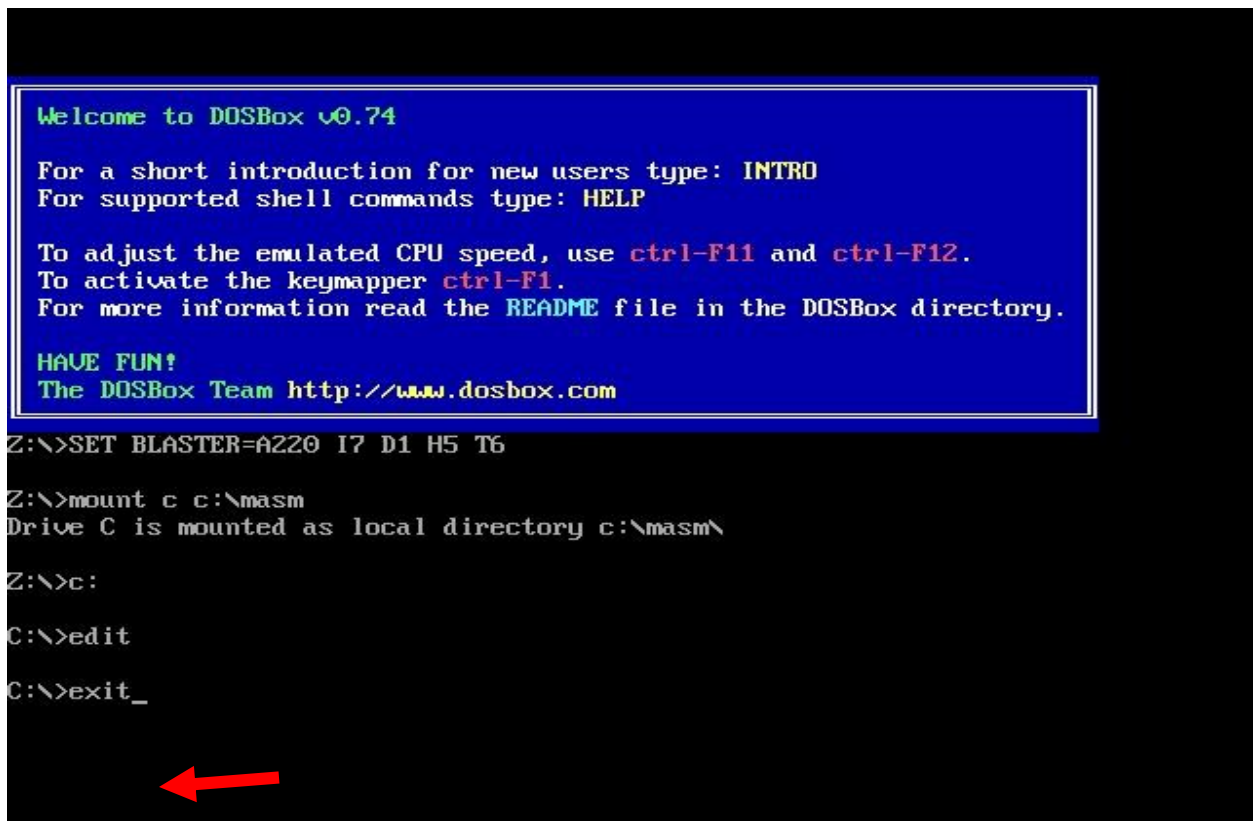 Welcome to DOSBox v0.74
For a short introduction for new users type: INTRO
For supported shell commands type: HELP
To adjust the emulated CPU speed, use ctrl-F11 and ctrl-F12.
To activate the keymapper ctrl-F1.
For more information read the README file in the DOSBox directory.
HAVE FUN!
The DOSBox Team http://www.dosbox.com
Z:\>SET BLASTER=A220 I7 D1 H5 T6
Z:\>mount c c:\masm
Drive C is mounted as local directory c:\masm\
Z:\>c:
C:\>edit
C:\>exit_